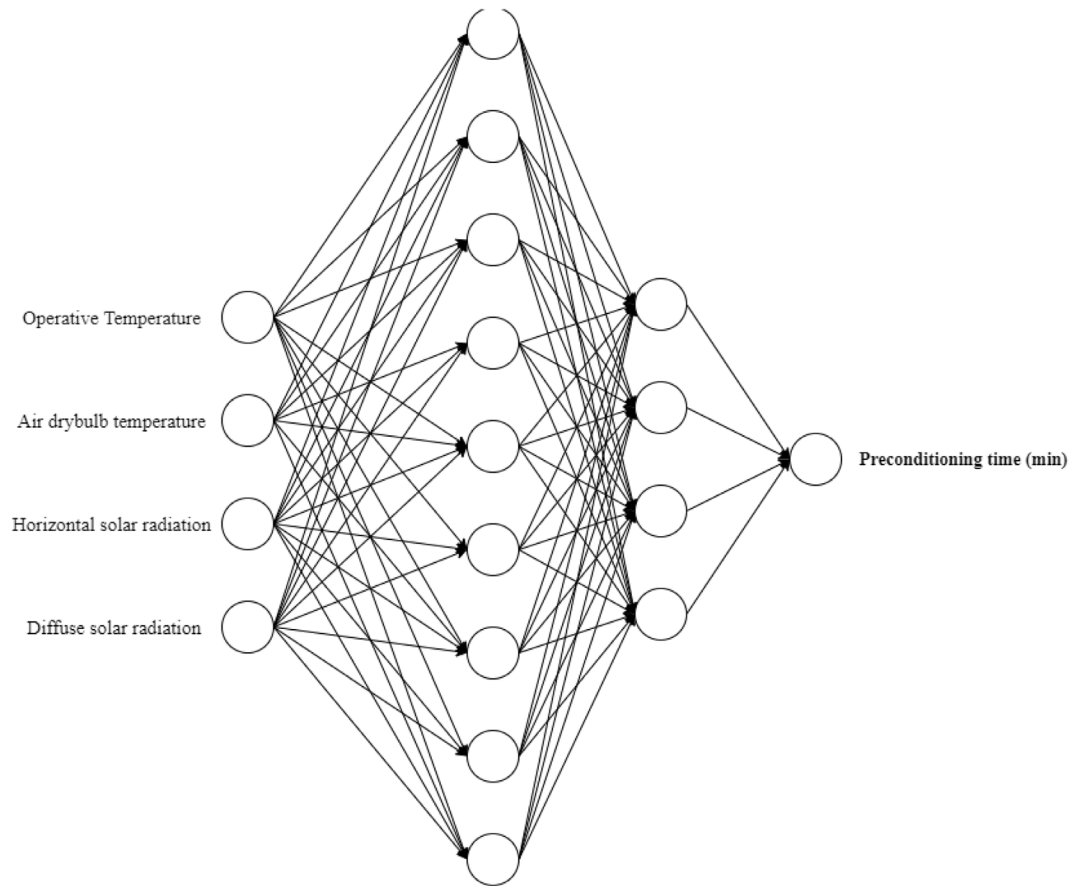 Operative Temperature
Air drybulb temperature
Horizontal solar radiation
Diffuse solar radiation
Preconditioning time (min)